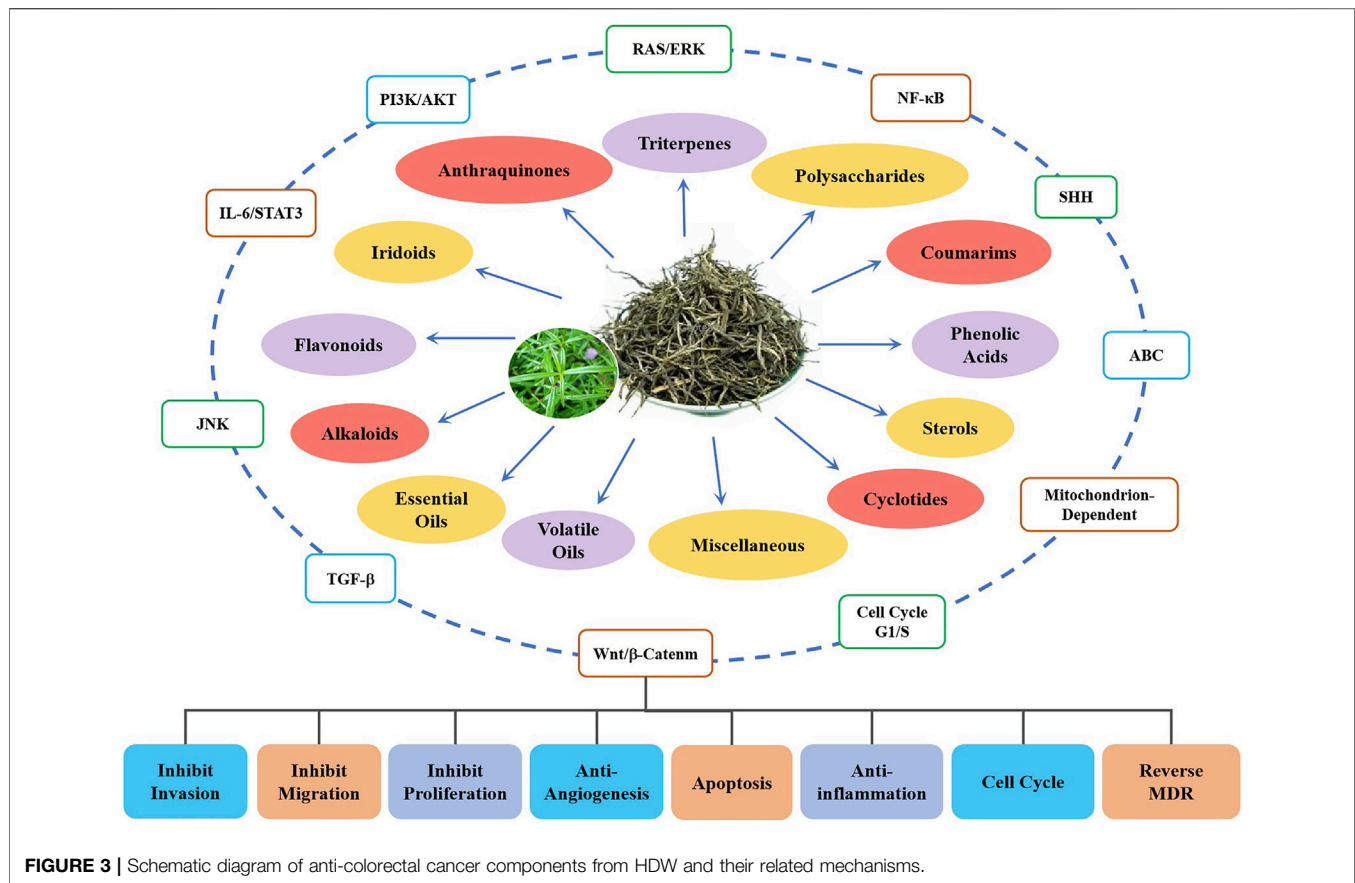 RAS/ERK
PI3K/AKT
NF-κB
Triterpenes
Anthraquinones
Polysaccharides
IL-6/STAT3
SHH
Iridoids
Coumarims
Flavonoids
Phenolic
Acids
ABC
JNK
Alkaloids
Sterols
Essential
Oils
Cyclotides
Mitochondrion-
Dependent
Volatile
Oils
Miscellaneous
TGF-β
Cell Cycle
G1/S
Wnt/β-Catenm
Inhibit
Invasion
Inhibit
Migration
Inhibit
Proliferation
Anti-
Angiogenesis
Apoptosis
Anti-
inflammation
Cell Cycle
Reverse
MDR
FIGURE 3 | Schematic diagram of anti-colorectal cancer components from HDW and their related mechanisms.